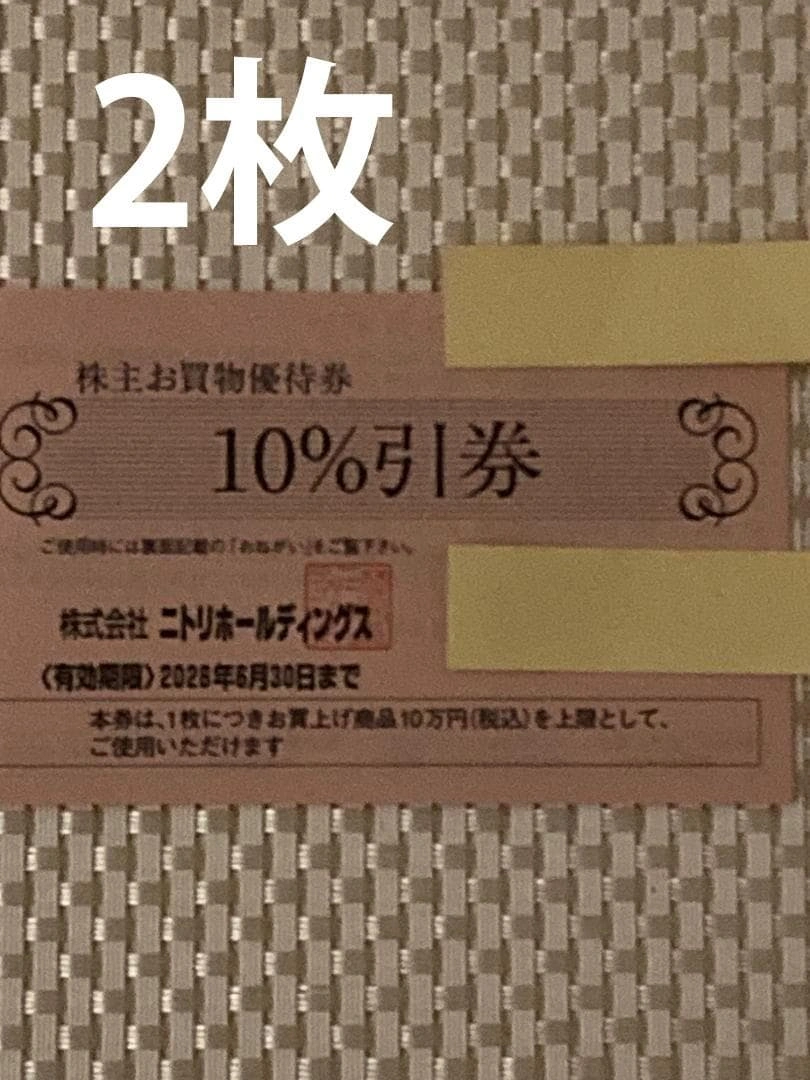 2枚
株主お買物優待券
10%引券
ご使用時には裏面記載の「おねがい」をご覧下さい。
株式会社 ニトリホールディングス
〈有効期限〉2026年6月30日まで
本券は、1枚につきお買上げ商品10万円(税込)を上限として、
ご使用いただけます